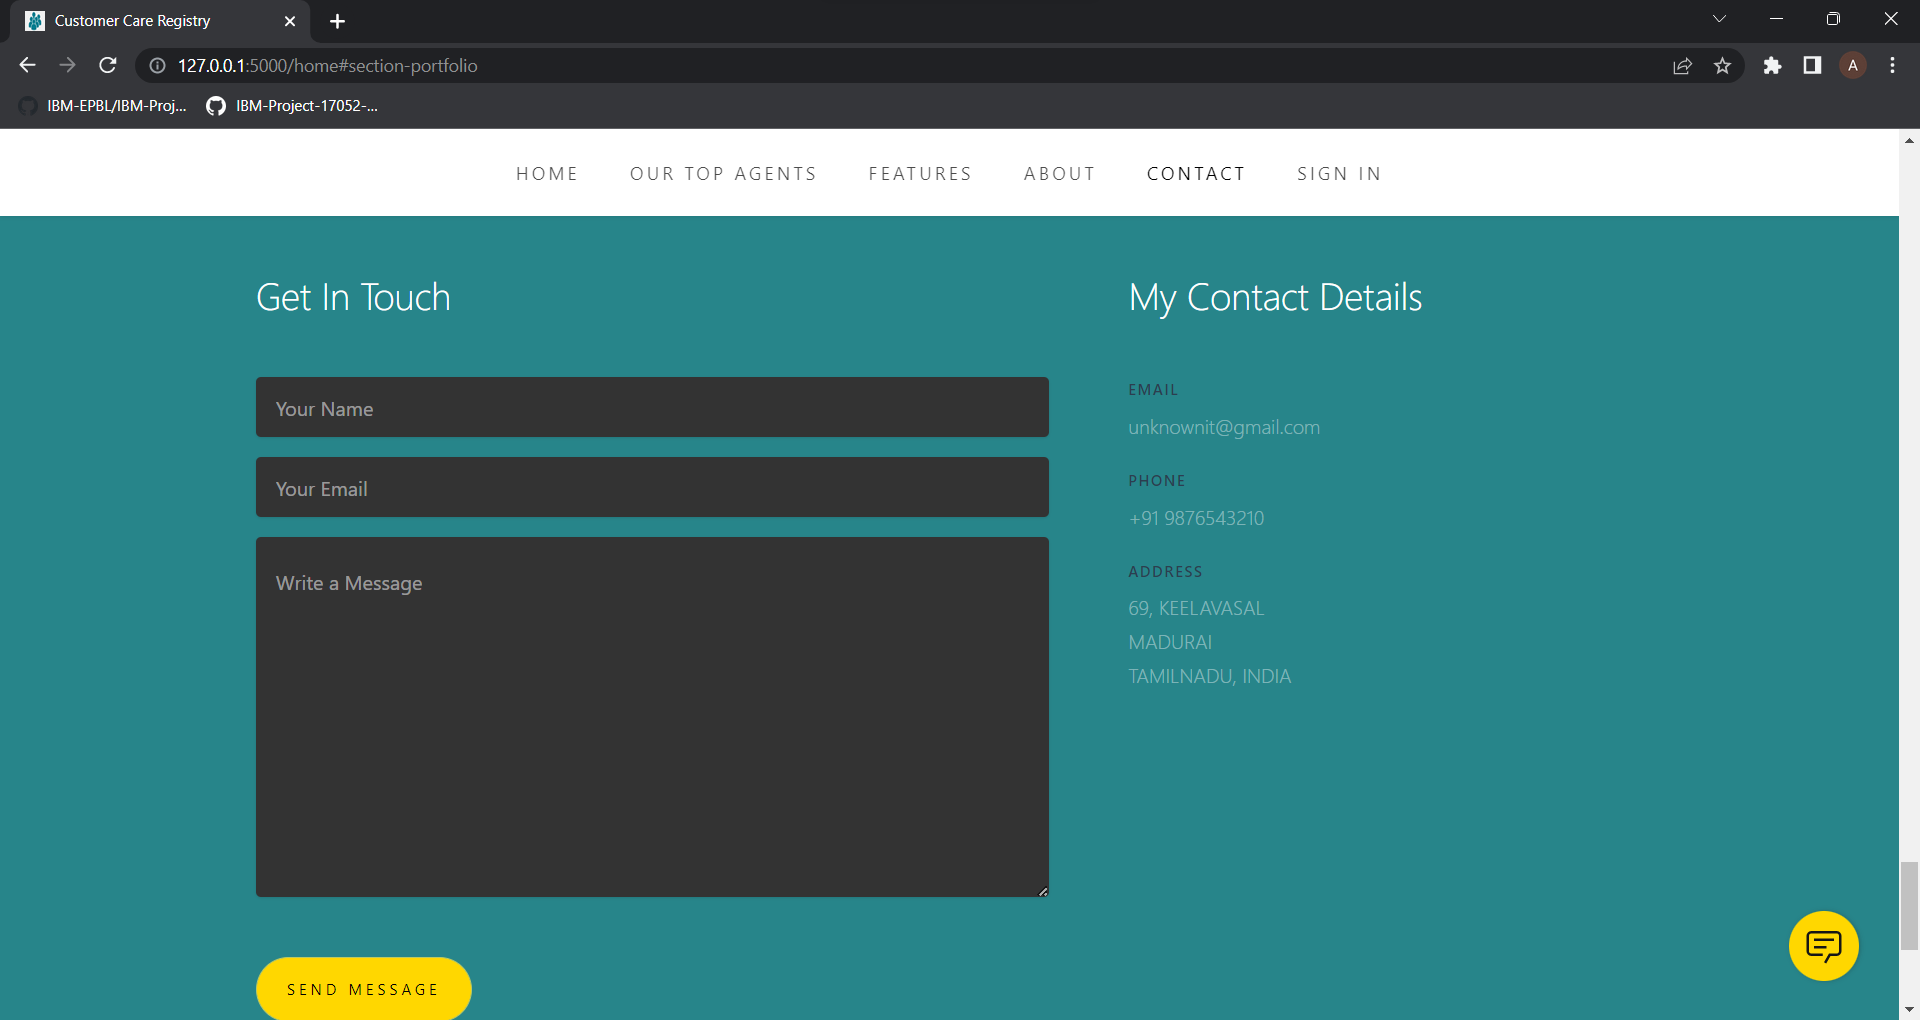 Customer Care Registry
127.0.0.1:5000/home#section-portfolio
A
IBM-EPBL/IBM-Proj... IBM-Project-17052-...
HOME OUR TOP AGENTS FEATURES ABOUT CONTACT SIGN IN
Get In Touch
Your Name
Your Email
Write a Message
SEND MESSAGE
My Contact Details
EMAIL
unknownit@gmail.com
PHONE
+91 9876543210
ADDRESS
69, KEELAVASAL
MADURAI
TAMILNADU, INDIA